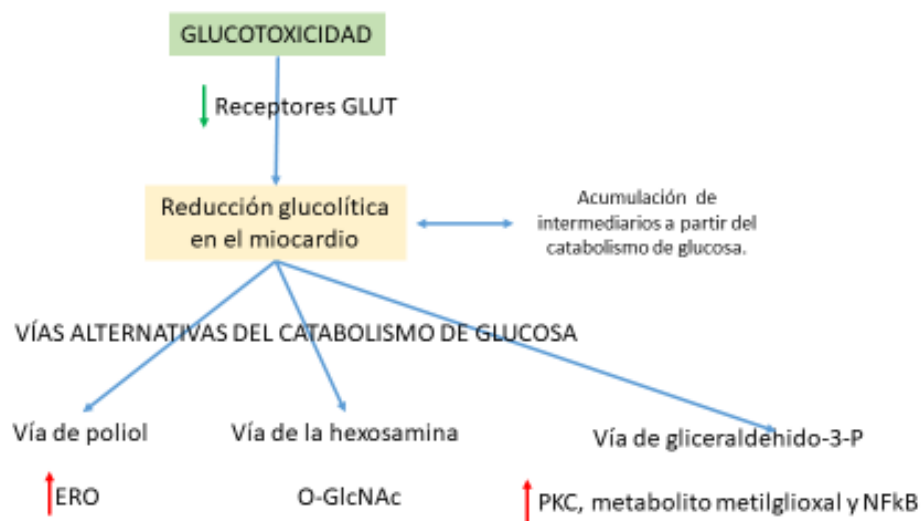 GLUCOTOXICIDAD
Receptores GLUT
Reducción glucolítica
en el miocardio
Acumulación de
intermediarios a partir del
catabolismo de glucosa.
VÍAS ALTERNATIVAS DEL CATABOLISMO DE GLUCOSA
Vía de poliol
Vía de la hexosamina
Vía de gliceraldehido-3-P
ERO
O-GlcNAc
PKC, metabolito metilglioxal y NFkB